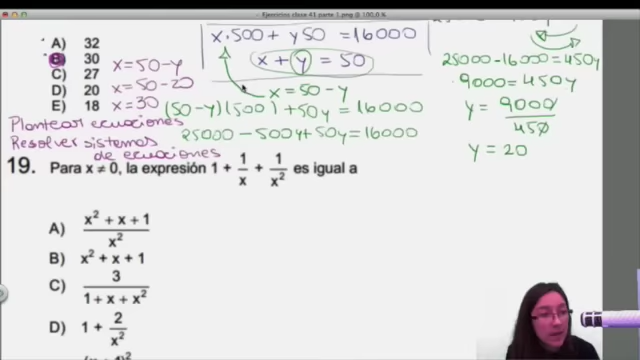 Ejercicios clase 41 parte 1.png @ 100,0 %
x·500 + y50 = 16000
x + y = 50
A) 32
B) 30
C) 27
D) 20
E) 18
x=50-y
x=50-20
x=30
x = 50-y
(50-y)(500) + 50y = 16000
25000 - 500y + 50y = 16000
25000-16000 = 450y
9000 = 450y
y = 9000
450
y = 20
Plantear ecuaciones
Resolver sistemas
de ecuaciones
19. Para x ≠ 0, la expresión 1 + 1/x + 1/x² es igual a
A) x² + x + 1 / x²
B) x² + x + 1
C) 3 / 1 + x + x²
D) 1 + 2/x²